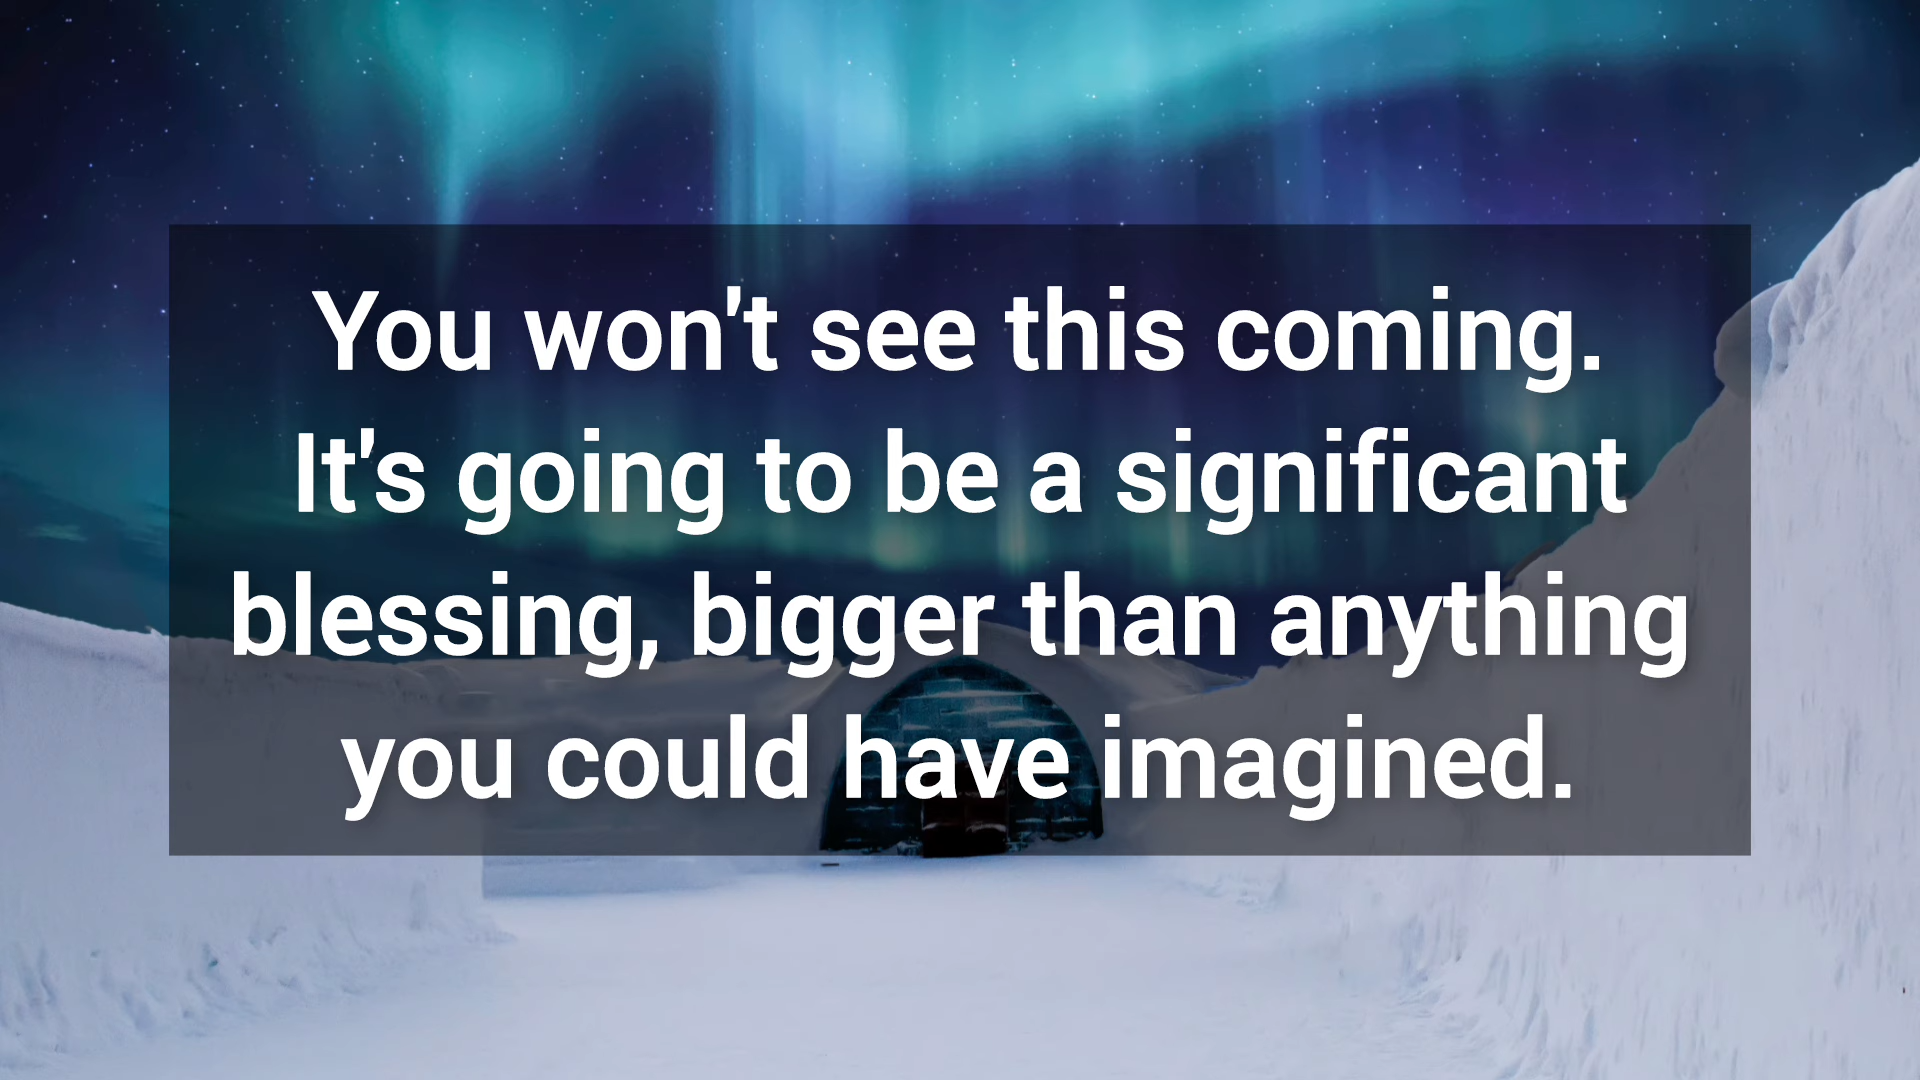 You won't see this coming.
It's going to be a significant
blessing, bigger than anything
you could have imagined.